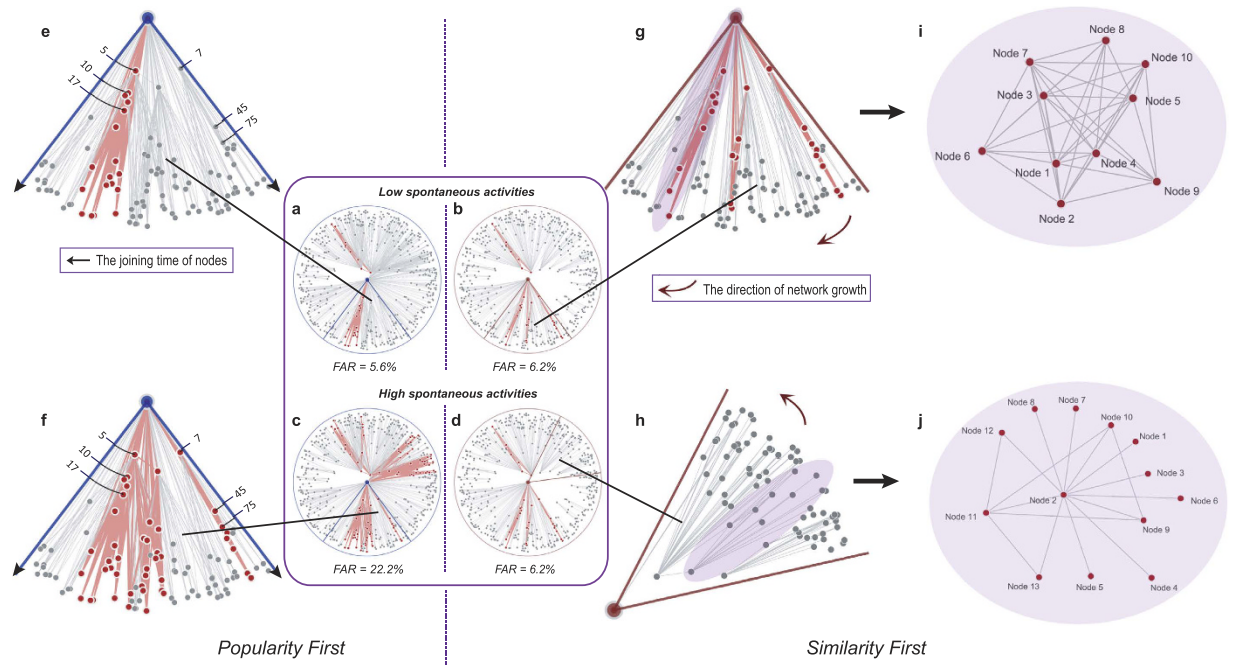 e
5
10
17
7
45
75
The joining time of nodes
g
The direction of network growth
i
Node 8
Node 7
Node 10
Node 3
Node 5
Node 6
Node 4
Node 1
Node 9
Node 2
Low spontaneous activities
a
b
FAR = 5.6%
FAR = 6.2%
High spontaneous activities
c
d
FAR = 22.2%
FAR = 6.2%
f
5
10
17
7
45
75
h
j
Node 8
Node 7
Node 10
Node 12
Node 1
Node 3
Node 2
Node 6
Node 11
Node 9
Node 13
Node 5
Node 4
Popularity First
Similarity First